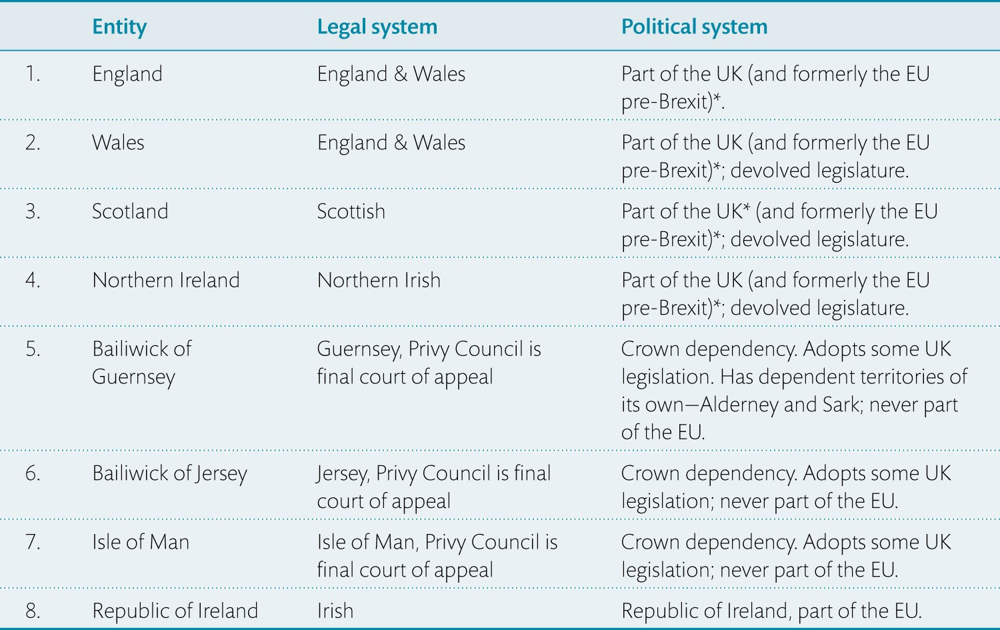 Entity Legal system Political system
1. England England & Wales Part of the UK (and formerly the EU
pre-Brexit)*.
2. Wales England & Wales Part of the UK (and formerly the EU
pre-Brexit)*; devolved legislature.
3. Scotland Scottish Part of the UK* (and formerly the EU
pre-Brexit)*; devolved legislature.
4. Northern Ireland Northern Irish Part of the UK (and formerly the EU
pre-Brexit)*; devolved legislature.
5. Bailiwick of Guernsey, Privy Council is Crown dependency. Adopts some UK
Guernsey final court of appeal legislation. Has dependent territories of
its own—Alderney and Sark; never part
of the EU.
6. Bailiwick of Jersey Jersey, Privy Council is final Crown dependency. Adopts some UK
court of appeal legislation; never part of the EU.
7. Isle of Man Isle of Man, Privy Council is Crown dependency. Adopts some UK
final court of appeal legislation; never part of the EU.
8. Republic of Ireland Irish Republic of Ireland, part of the EU.